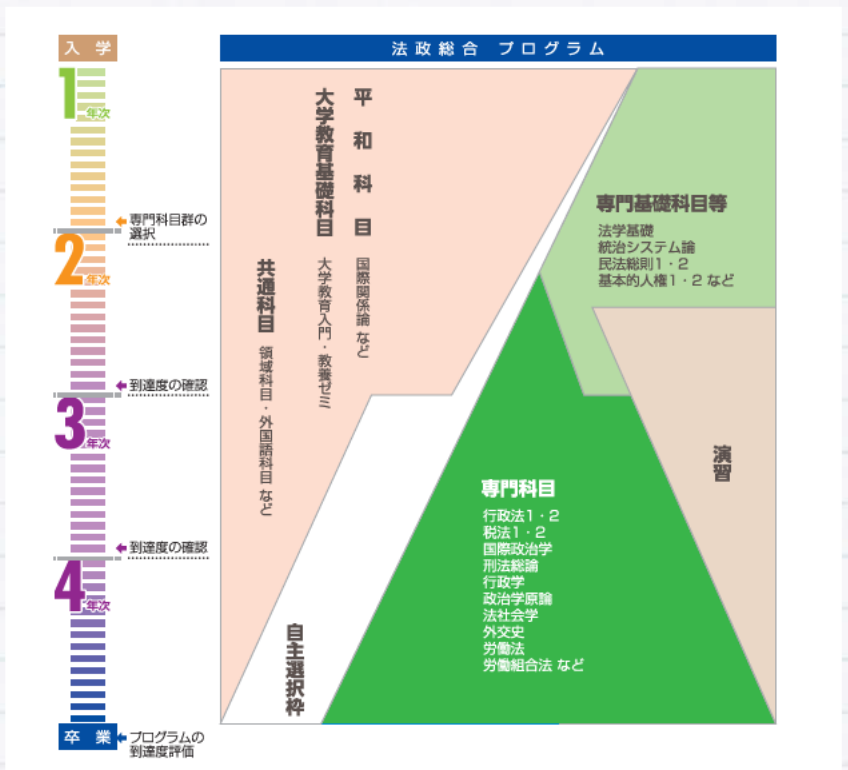 入 学
法政総合 プログラム
1年次
専門科目群の
選択
2年次
到達度の確認
3年次
到達度の確認
4年次
卒 業
プログラムの
到達度評価
平和科目
国際関係論 など
大学教育基礎科目
大学教育入門・教養ゼミ
共通科目
領域科目・外国語科目 など
自主選択枠
専門基礎科目等
法学基礎
統治システム論
民法総則1・2
基本的人権1・2 など
専門科目
行政法1・2
税法1・2
国際政治学
刑法総論
行政学
政治学原論
法社会学
外交史
労働法
労働組合法 など
演習